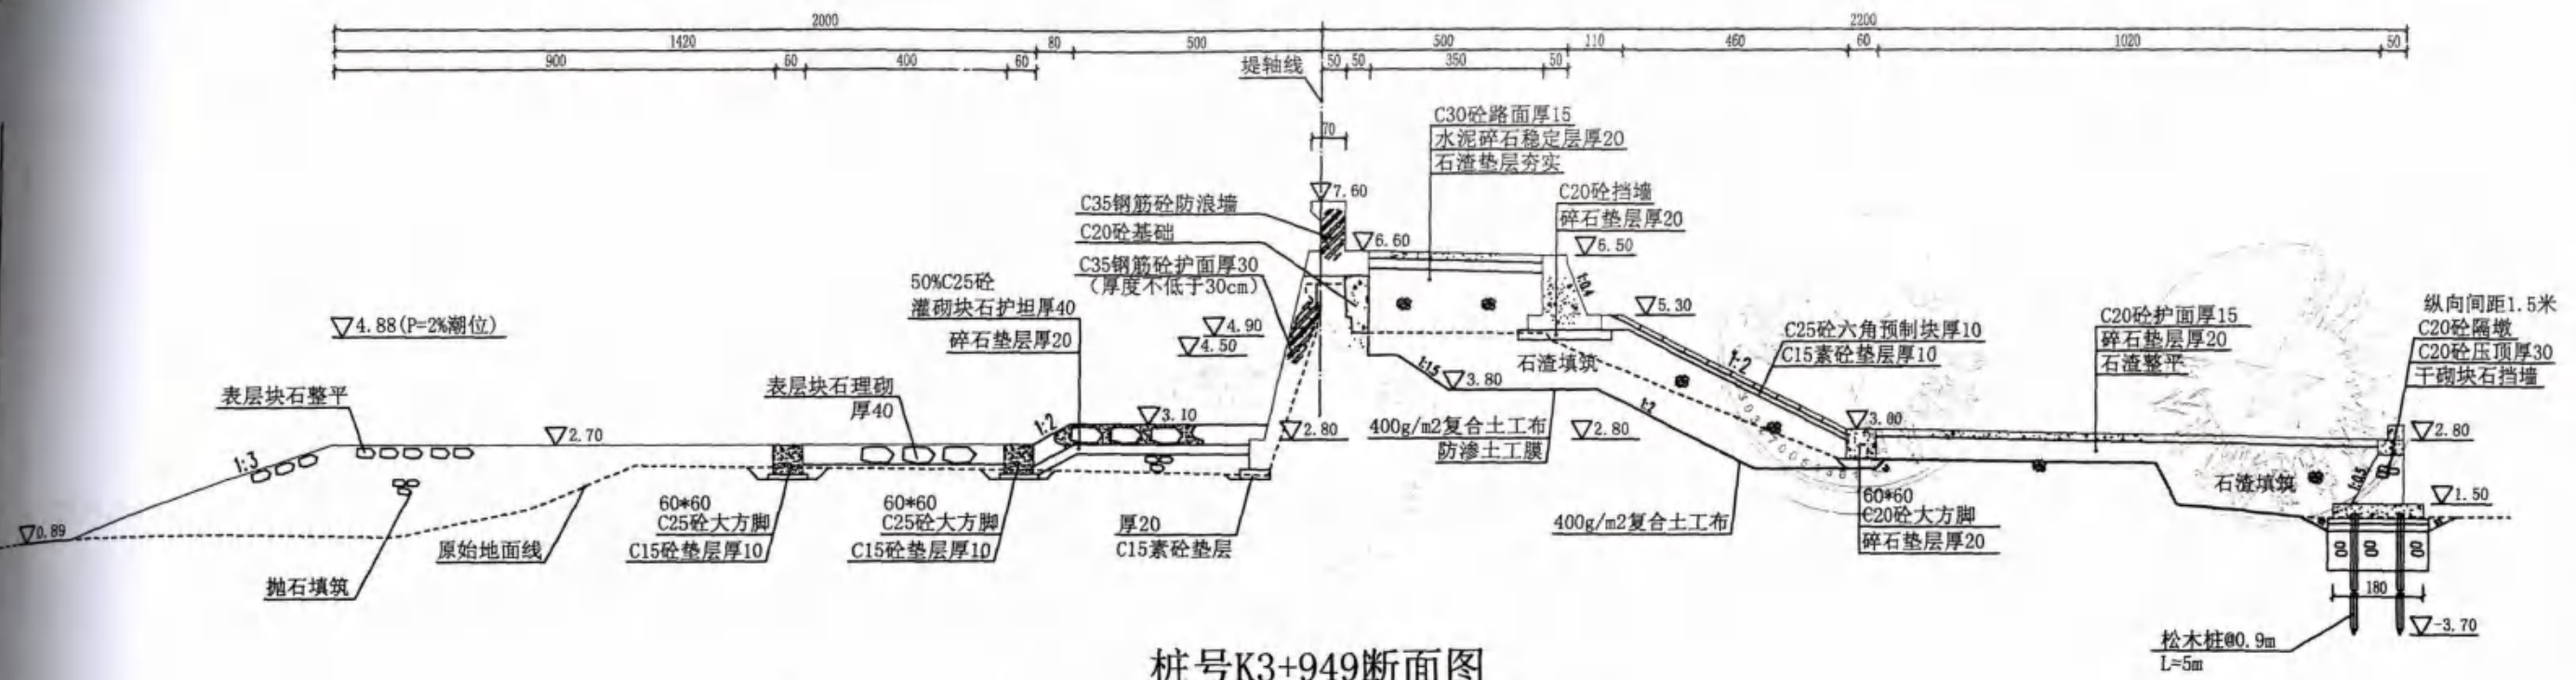 2000
2200
1420
80
500
500
110
460
60
1020
50
900
60
400
60
50
50
350
50
堤轴线
70
C30砼路面厚15
水泥碎石稳定层厚20
石渣垫层夯实
7.60
C35钢筋砼防浪墙
C20砼基础
C35钢筋砼护面厚30
(厚度不低于30cm)
6.60
C20砼挡墙
碎石垫层厚20
6.50
1:0.4
50%C25砼
灌砌块石护坦厚40
碎石垫层厚20
4.88(P=2%潮位)
4.90
4.50
5.30
C25砼六角预制块厚10
C15素砼垫层厚10
1:2
C20砼护面厚15
碎石垫层厚20
石渣整平
纵向间距1.5米
C20砼隔墩
C20砼压顶厚30
干砌块石挡墙
石渣填筑
1:1.5
3.80
表层块石整平
表层块石理砌
厚40
1:2
3.10
2.80
400g/m2复合土工布
防渗土工膜
1:2
2.80
3.00
2.80
2.70
1:3
石渣填筑
1:0.5
1.50
0.89
原始地面线
抛石填筑
60*60
C25砼大方脚
C15砼垫层厚10
60*60
C25砼大方脚
C15砼垫层厚10
厚20
C15素砼垫层
400g/m2复合土工布
60*60
C20砼大方脚
碎石垫层厚20
180
-3.70
松木桩@0.9m
L=5m
桩号K3+949断面图